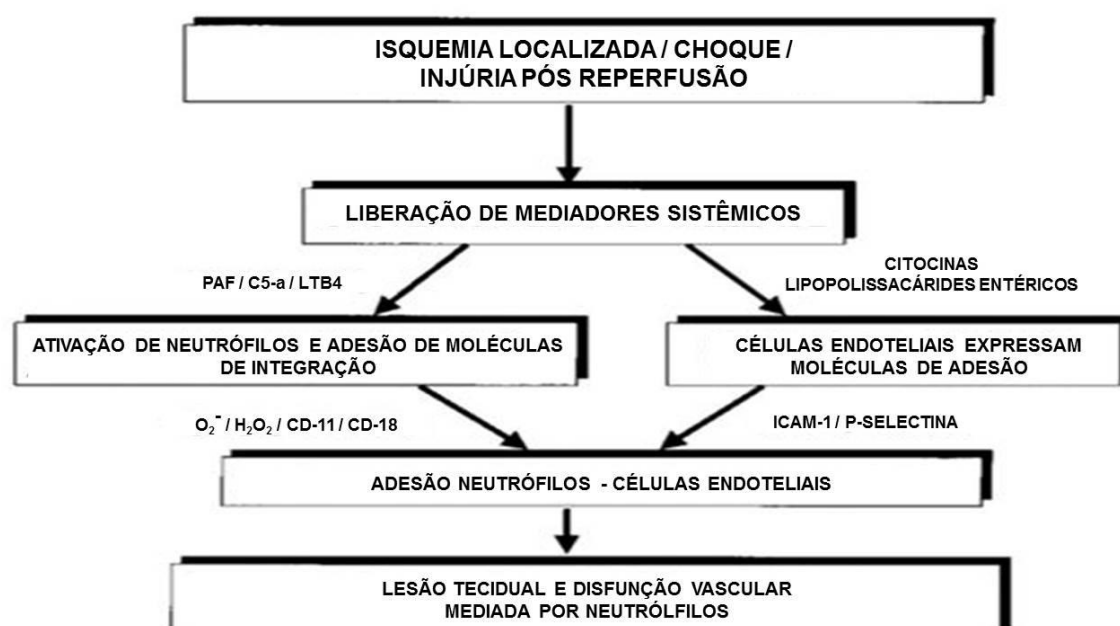 ISQUEMIA LOCALIZADA / CHOQUE /
INJÚRIA PÓS REPERFUSÃO
LIBERAÇÃO DE MEDIADORES SISTÊMICOS
PAF / C5-a / LTB4
CITOCINAS
LIPOPOLISSACÁRIDES ENTÉRICOS
ATIVAÇÃO DE NEUTRÓFILOS E ADESÃO DE MOLÉCULAS
DE INTEGRAÇÃO
CÉLULAS ENDOTELIAIS EXPRESSAM
MOLÉCULAS DE ADESÃO
O₂⁻ / H₂O₂ / CD-11 / CD-18
ICAM-1 / P-SELECTINA
ADESÃO NEUTRÓFILOS - CÉLULAS ENDOTELIAIS
LESÃO TECIDUAL E DISFUNÇÃO VASCULAR
MEDIADA POR NEUTRÓLFILOS